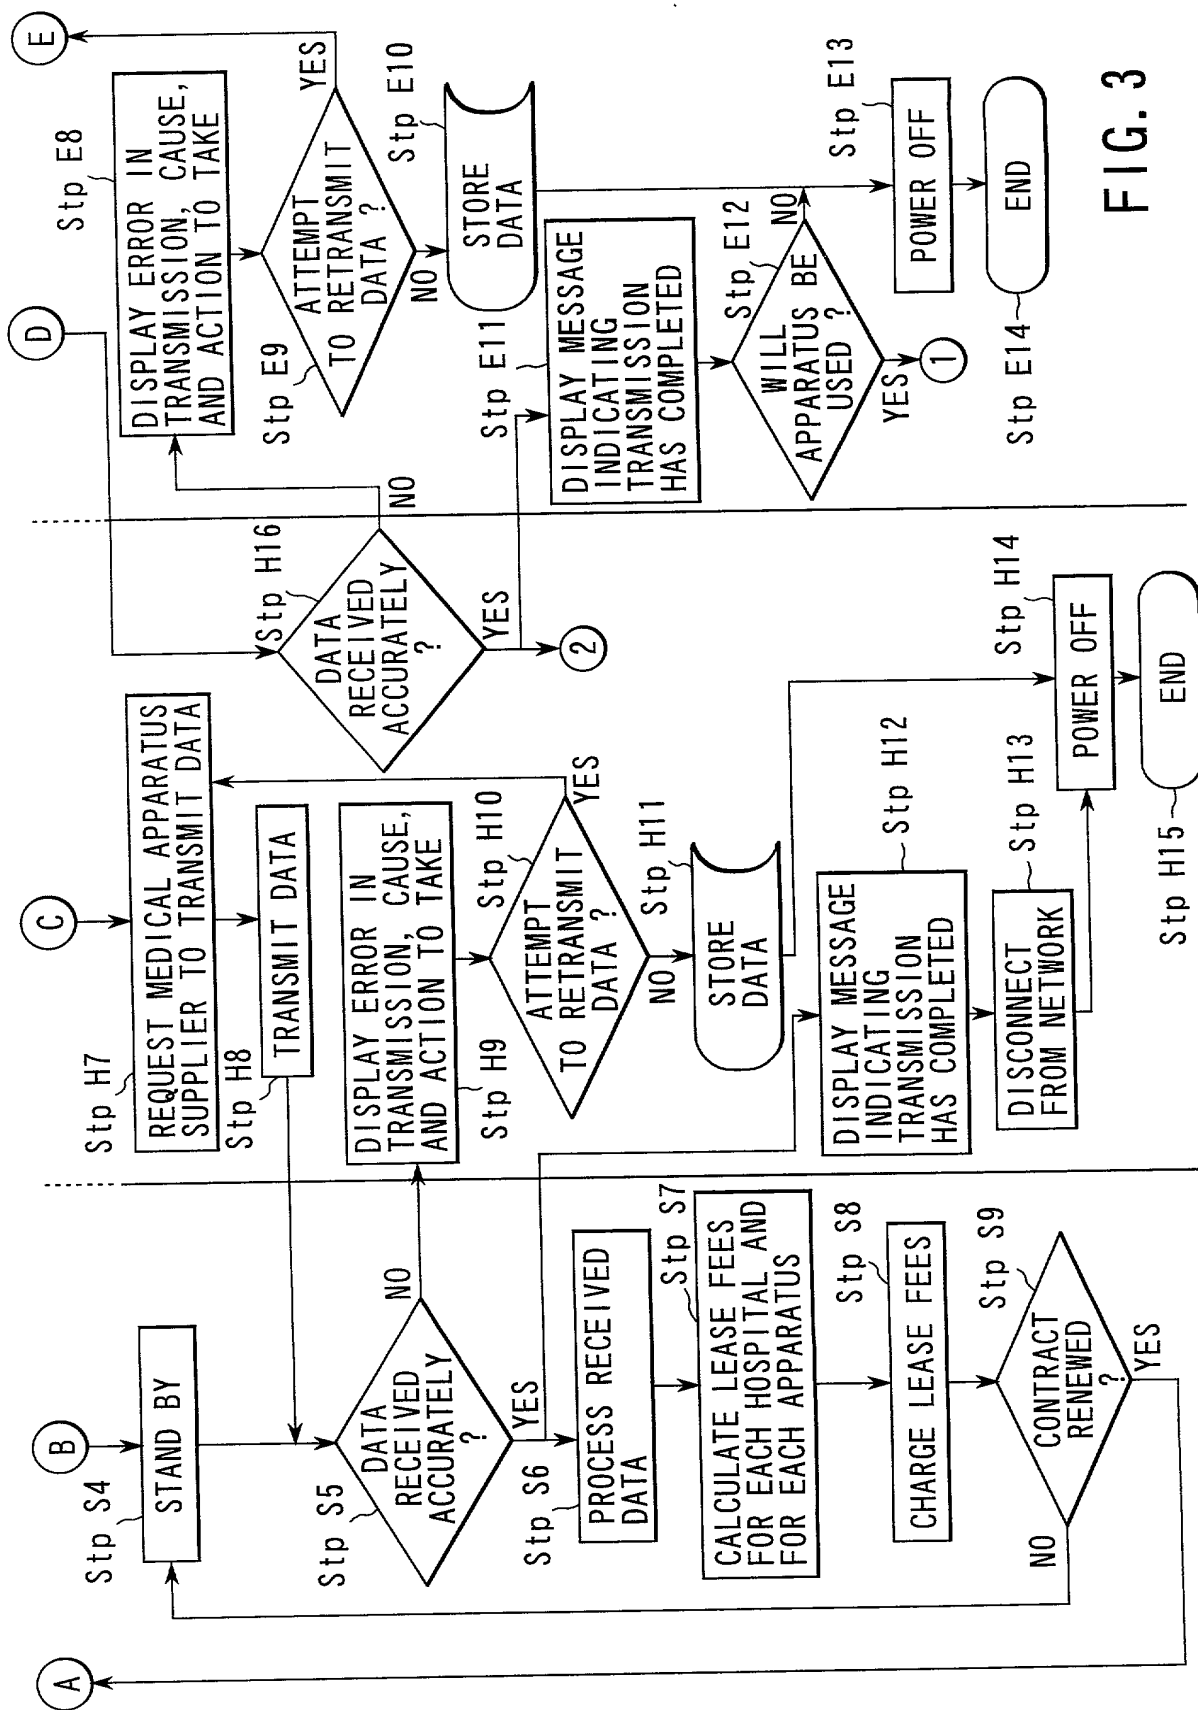 A
B
Stp S4
STAND BY
Stp S5
DATA
RECEIVED
ACCURATELY
?
NO
YES
Stp S6
PROCESS RECEIVED
DATA
Stp S7
CALCULATE LEASE FEES
FOR EACH HOSPITAL AND
FOR EACH APPARATUS
Stp S8
CHARGE LEASE FEES
Stp S9
CONTRACT
RENEWED
?
NO
YES
C
Stp H7
REQUEST MEDICAL APPARATUS
SUPPLIER TO TRANSMIT DATA
Stp H8
TRANSMIT DATA
DISPLAY ERROR IN
TRANSMISSION, CAUSE,
AND ACTION TO TAKE
Stp H9
Stp H10
ATTEMPT
TO RETRANSMIT
DATA ?
YES
NO
Stp H11
STORE
DATA
Stp H12
DISPLAY MESSAGE
INDICATING
TRANSMISSION
HAS COMPLETED
Stp H13
DISCONNECT
FROM NETWORK
Stp H14
POWER OFF
END
Stp H15
D
Stp H16
DATA
RECEIVED
ACCURATELY
?
NO
YES
2
E
Stp E8
DISPLAY ERROR IN
TRANSMISSION, CAUSE,
AND ACTION TO TAKE
Stp E9
ATTEMPT
TO RETRANSMIT
DATA ?
YES
NO
Stp E10
STORE
DATA
Stp E11
DISPLAY MESSAGE
INDICATING
TRANSMISSION
HAS COMPLETED
Stp E12
WILL
APPARATUS BE
USED ?
NO
YES
1
Stp E13
POWER OFF
END
Stp E14
FIG. 3